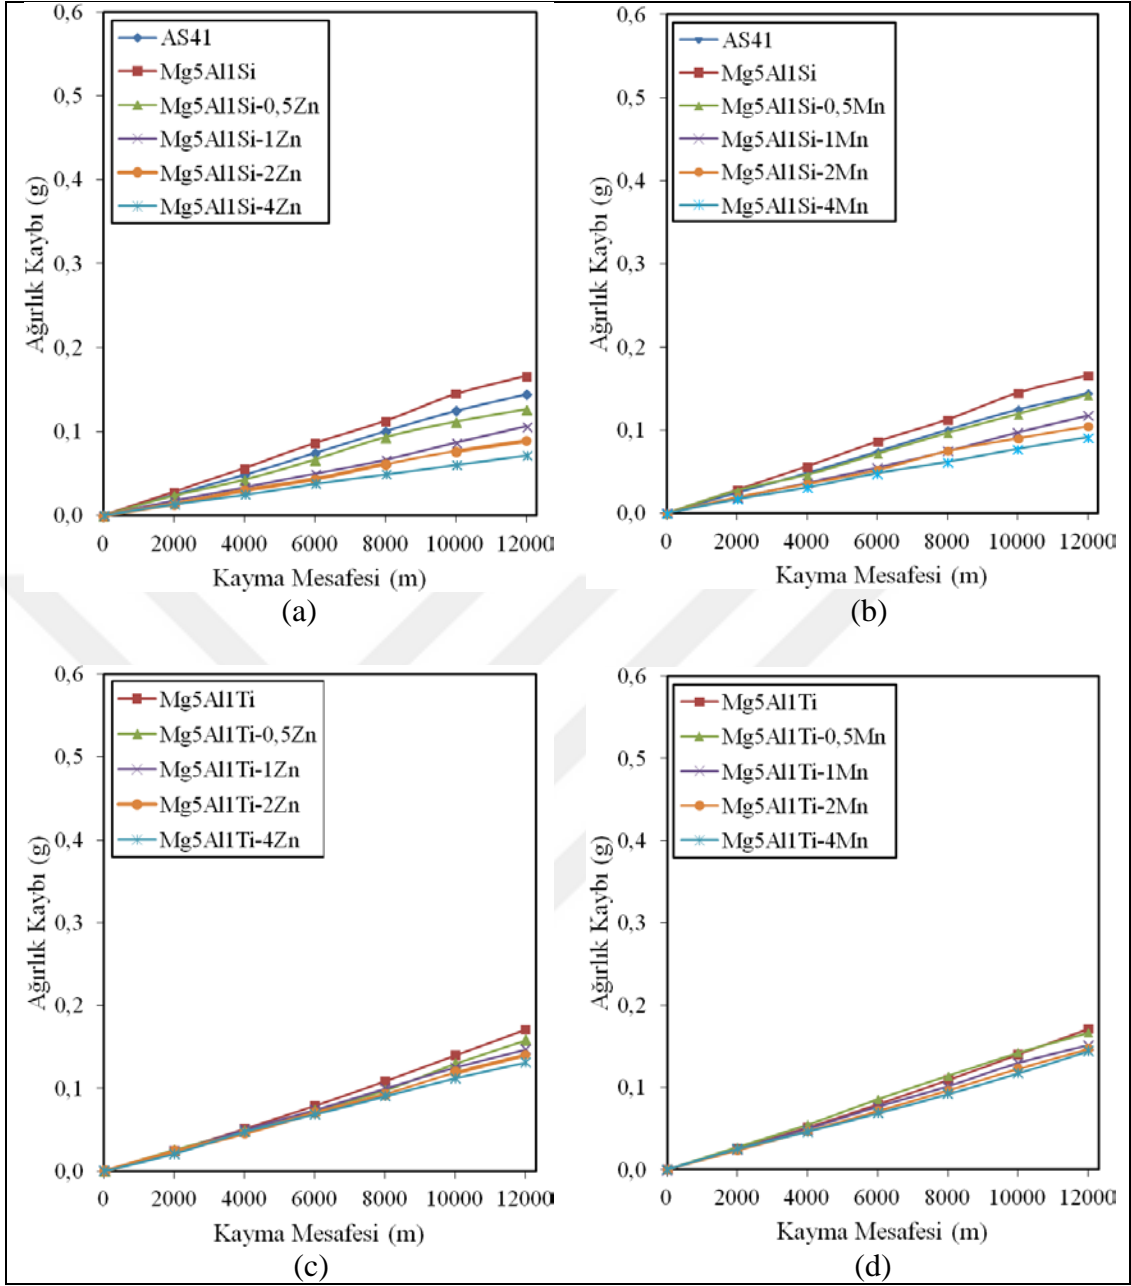 0,6
0,5
0,4
0,3
0,2
0,1
0,0
Ağırlık Kaybı (g)
AS41
Mg5Al1Si
Mg5Al1Si-0,5Zn
Mg5Al1Si-1Zn
Mg5Al1Si-2Zn
Mg5Al1Si-4Zn
0 2000 4000 6000 8000 10000 12000
Kayma Mesafesi (m)
(a)
0,6
0,5
0,4
0,3
0,2
0,1
0,0
Ağırlık Kaybı (g)
AS41
Mg5Al1Si
Mg5Al1Si-0,5Mn
Mg5Al1Si-1Mn
Mg5Al1Si-2Mn
Mg5Al1Si-4Mn
0 2000 4000 6000 8000 10000 12000
Kayma Mesafesi (m)
(b)
0,6
0,5
0,4
0,3
0,2
0,1
0,0
Ağırlık Kaybı (g)
Mg5Al1Ti
Mg5Al1Ti-0,5Zn
Mg5Al1Ti-1Zn
Mg5Al1Ti-2Zn
Mg5Al1Ti-4Zn
0 2000 4000 6000 8000 10000 12000
Kayma Mesafesi (m)
(c)
0,6
0,5
0,4
0,3
0,2
0,1
0,0
Ağırlık Kaybı (g)
Mg5Al1Ti
Mg5Al1Ti-0,5Mn
Mg5Al1Ti-1Mn
Mg5Al1Ti-2Mn
Mg5Al1Ti-4Mn
0 2000 4000 6000 8000 10000 12000
Kayma Mesafesi (m)
(d)